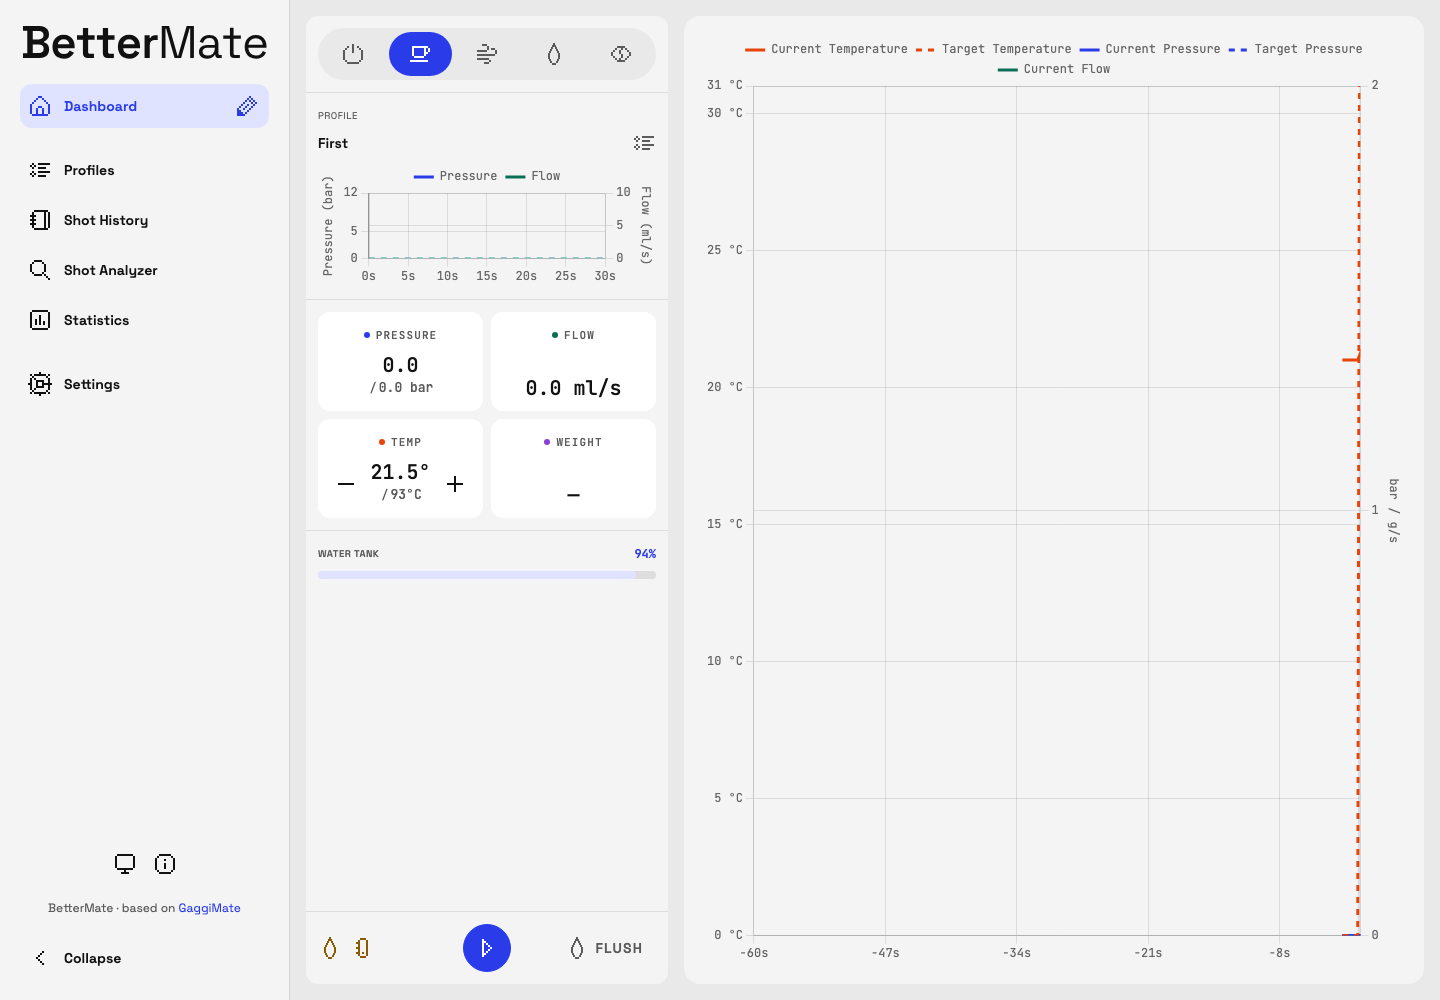 BetterMate
Dashboard
Profiles
Shot History
Shot Analyzer
Statistics
Settings
BetterMate · based on GaggiMate
Collapse
PROFILE
First
Pressure Flow
Pressure (bar)
12
5
0
10
5
0
Flow (ml/s)
0s 5s 10s 15s 20s 25s 30s
PRESSURE
0.0
/0.0 bar
FLOW
0.0 ml/s
TEMP
21.5°
/93°C
WEIGHT
–
WATER TANK 94%
FLUSH
Current Temperature Target Temperature Current Pressure Target Pressure
Current Flow
31 °C
30 °C
25 °C
20 °C
15 °C
10 °C
5 °C
0 °C
2
1
0
bar / g/s
-60s -47s -34s -21s -8s